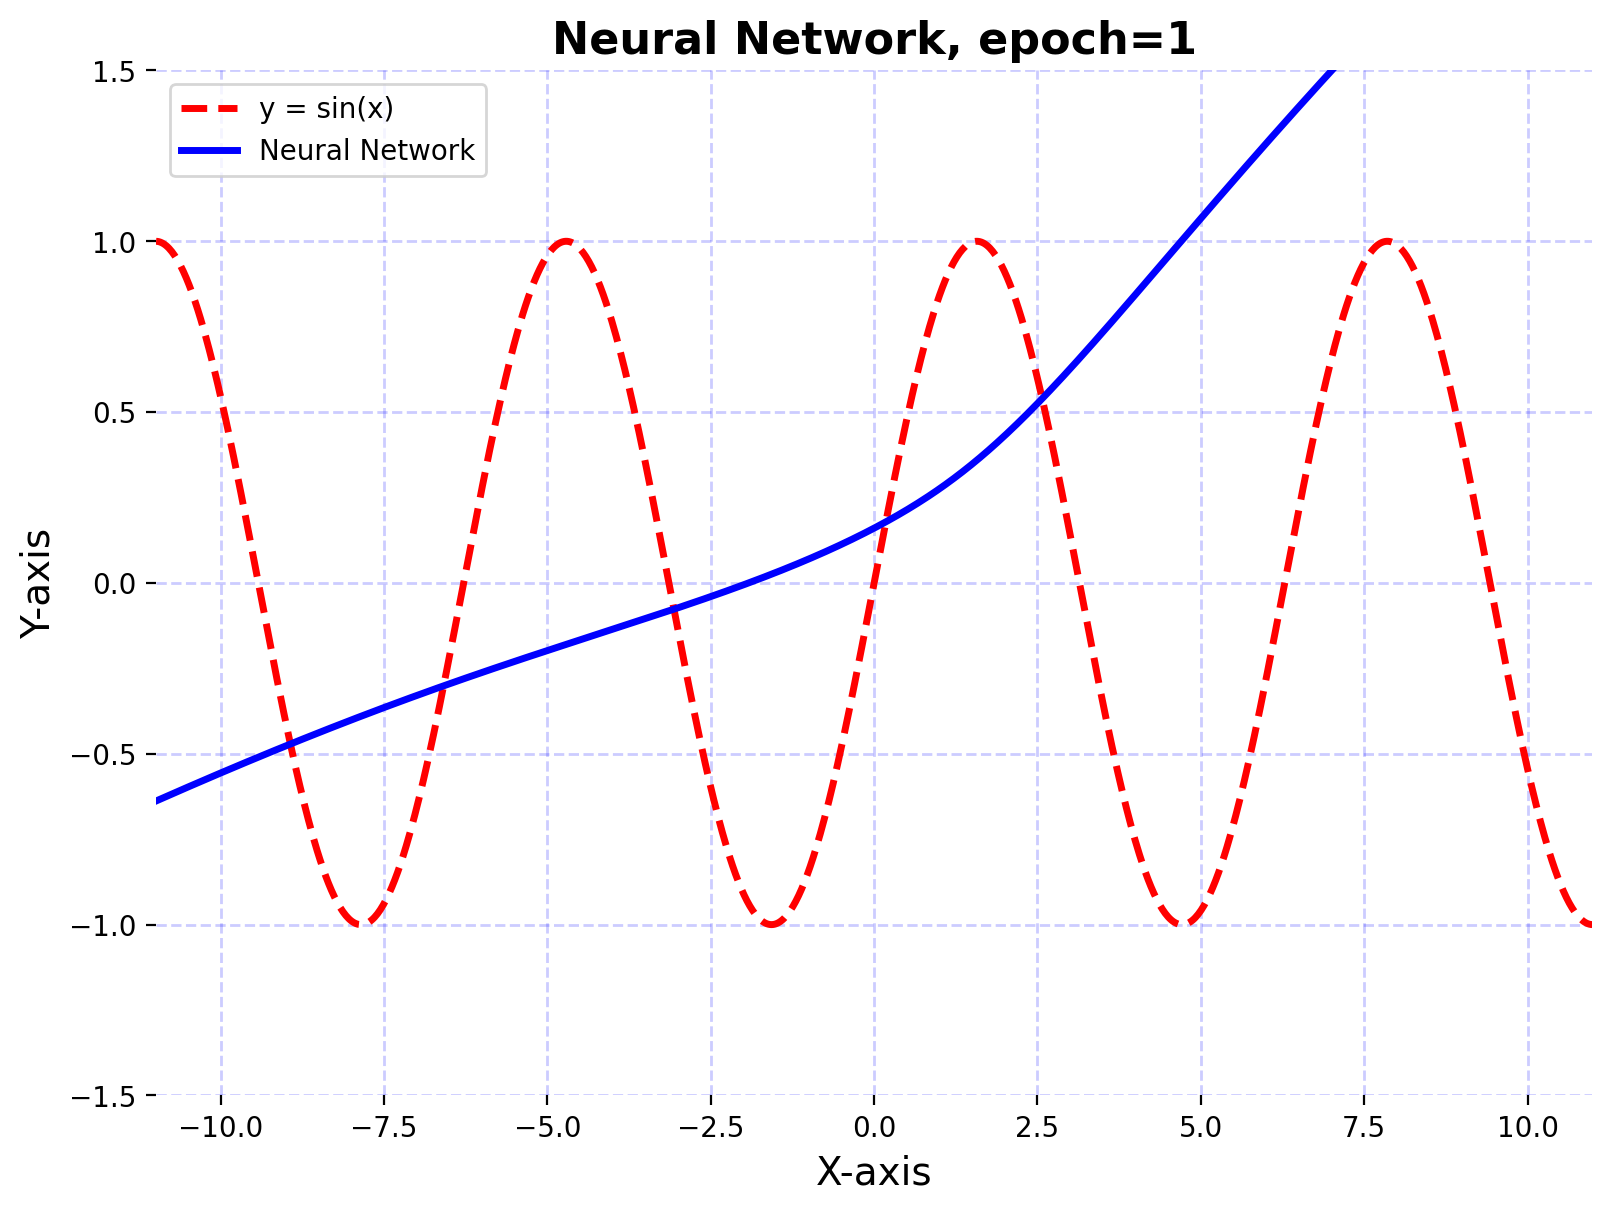 Neural Network, epoch=1
y = sin(x)
Neural Network
1.5
1.0
0.5
0.0
−0.5
−1.0
−1.5
Y-axis
−10.0 −7.5 −5.0 −2.5 0.0 2.5 5.0 7.5 10.0
X-axis